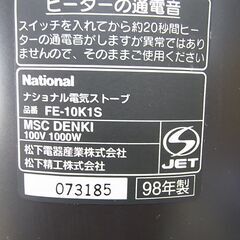 ヒーターの通電音
スイッチを入れてから約20秒間ヒー
ターの通電音がしますが異常ではあり
ません、そのままご使用ください。
National
ナショナル電気ストーブ
品番 FE-10K1S
MSC DENKI
100V 1000W
松下電器産業株式会社
松下精工株式会社
S
JET
073185
98年製